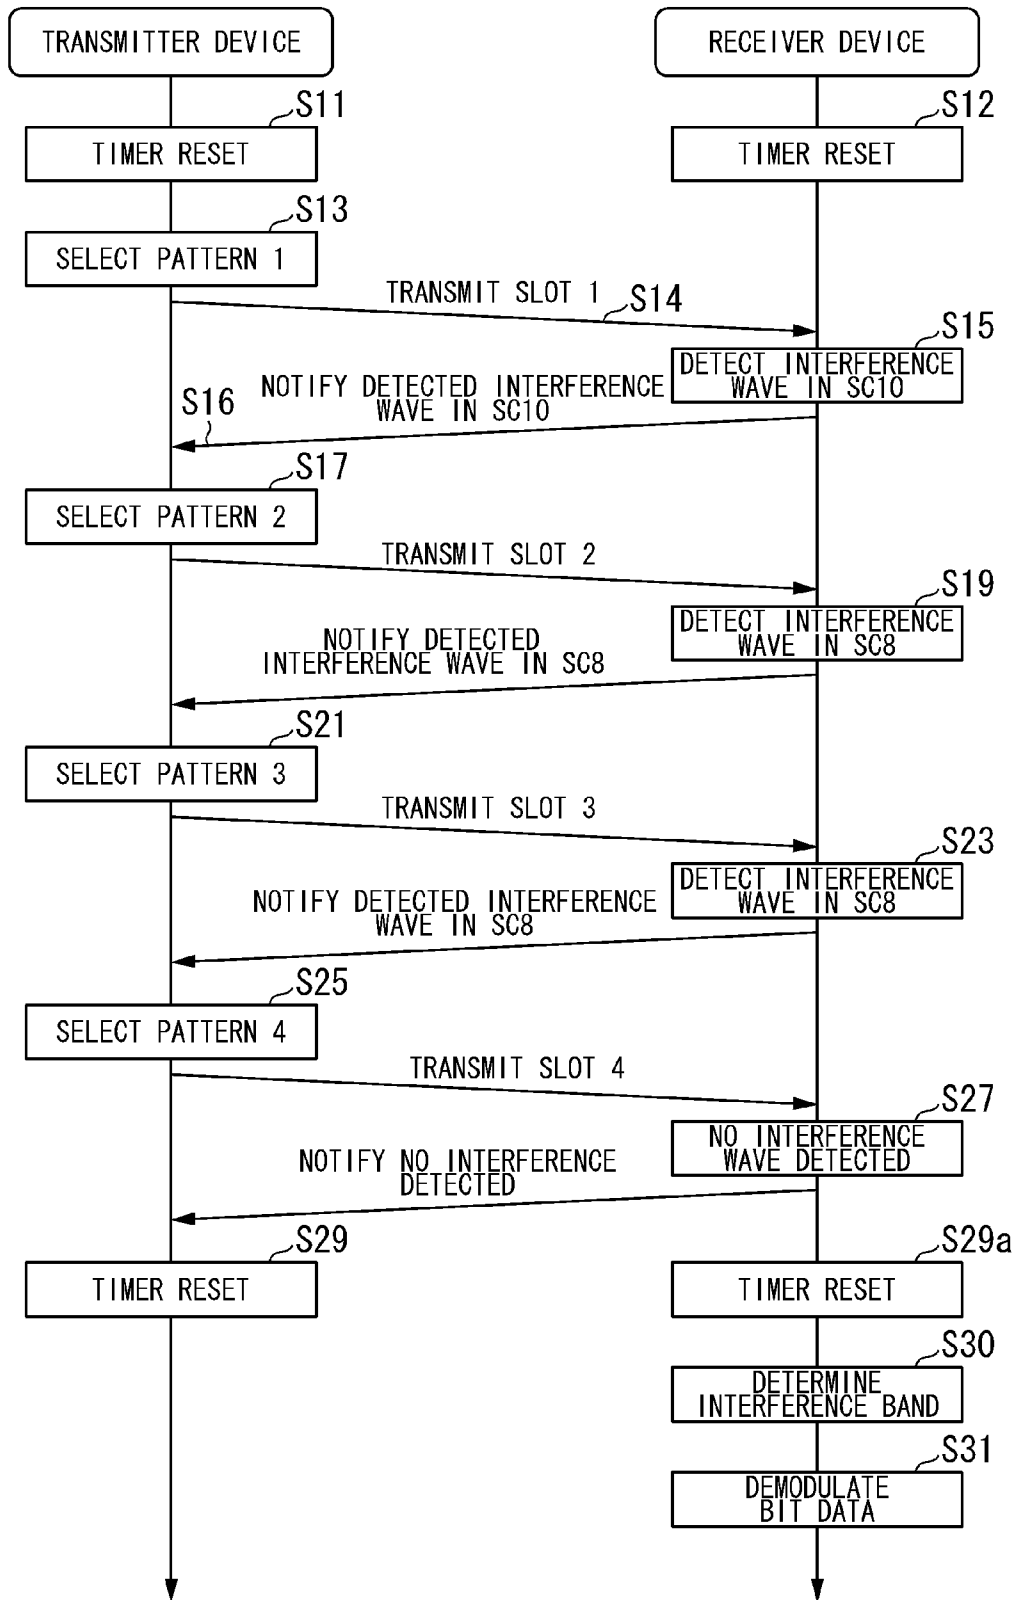 TRANSMITTER DEVICE
RECEIVER DEVICE
S11
TIMER RESET
S12
TIMER RESET
S13
SELECT PATTERN 1
TRANSMIT SLOT 1
S14
S15
DETECT INTERFERENCE
WAVE IN SC10
NOTIFY DETECTED INTERFERENCE
WAVE IN SC10
S16
S17
SELECT PATTERN 2
TRANSMIT SLOT 2
S19
DETECT INTERFERENCE
WAVE IN SC8
NOTIFY DETECTED
INTERFERENCE WAVE IN SC8
S21
SELECT PATTERN 3
TRANSMIT SLOT 3
S23
DETECT INTERFERENCE
WAVE IN SC8
NOTIFY DETECTED INTERFERENCE
WAVE IN SC8
S25
SELECT PATTERN 4
TRANSMIT SLOT 4
S27
NO INTERFERENCE
WAVE DETECTED
NOTIFY NO INTERFERENCE
DETECTED
S29
TIMER RESET
S29a
TIMER RESET
S30
DETERMINE
INTERFERENCE BAND
S31
DEMODULATE
BIT DATA